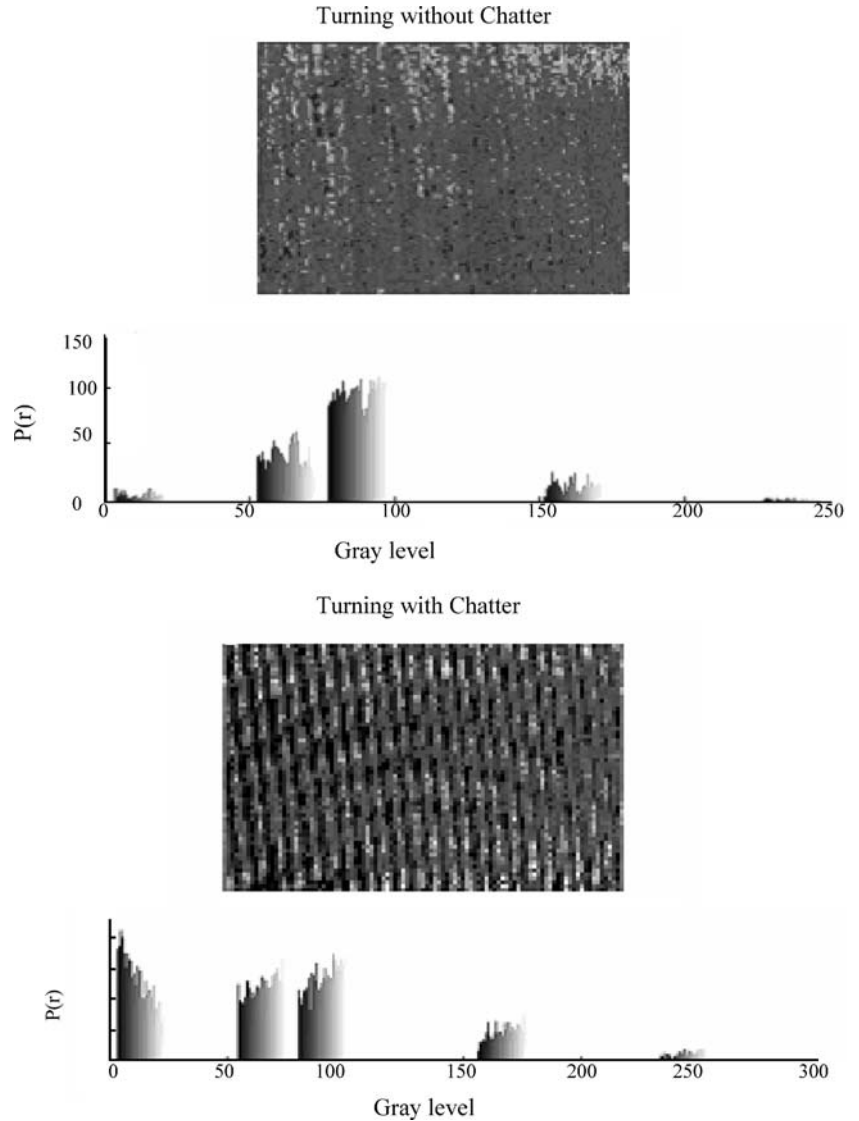 Turning without Chatter
150
100
50
0
P(r)
0 50 100 150 200 250
Gray level
Turning with Chatter
P(r)
0 50 100 150 200 250 300
Gray level